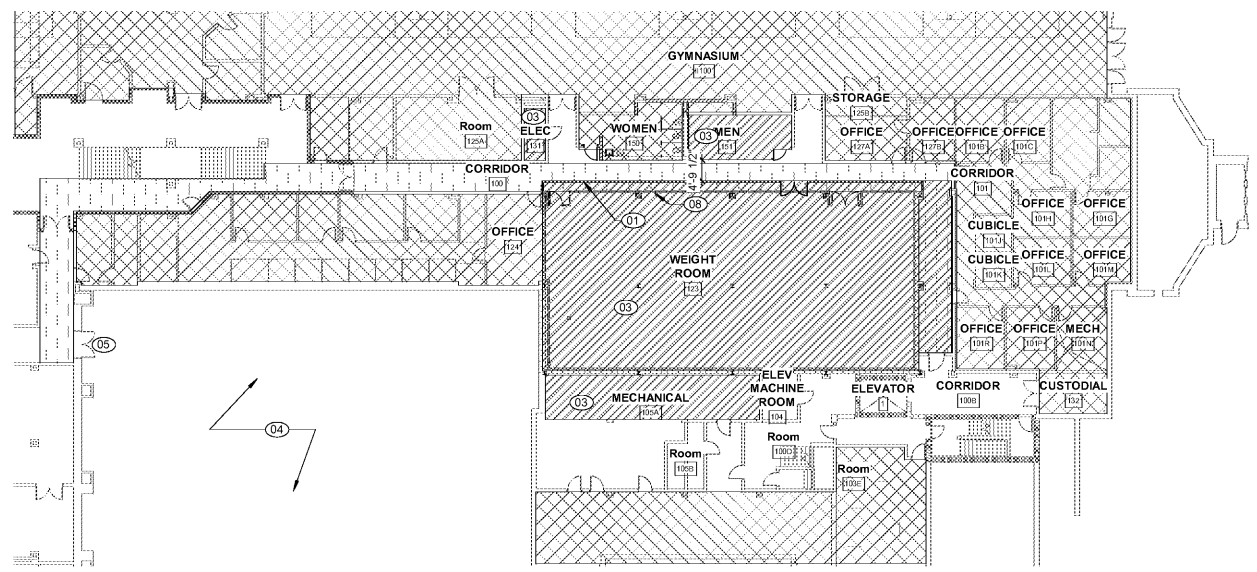 GYMNASIUM
100
STORAGE
125B
03
Room
125A
ELEC
131
WOMEN
150
03
MEN
151
OFFICE
127A
OFFICE
127B
OFFICE
101B
OFFICE
101C
4'-9 1/2"
CORRIDOR
100
CORRIDOR
101
01
08
OFFICE
124
OFFICE
101H
OFFICE
101G
CUBICLE
101J
CUBICLE
101K
OFFICE
101L
OFFICE
101M
WEIGHT
ROOM
123
03
05
OFFICE
101R
OFFICE
101P
MECH
101N
ELEV
MACHINE
ROOM
104
ELEVATOR
1
CORRIDOR
100B
CUSTODIAL
132
MECHANICAL
105A
03
04
Room
100C
Room
105B
Room
103E